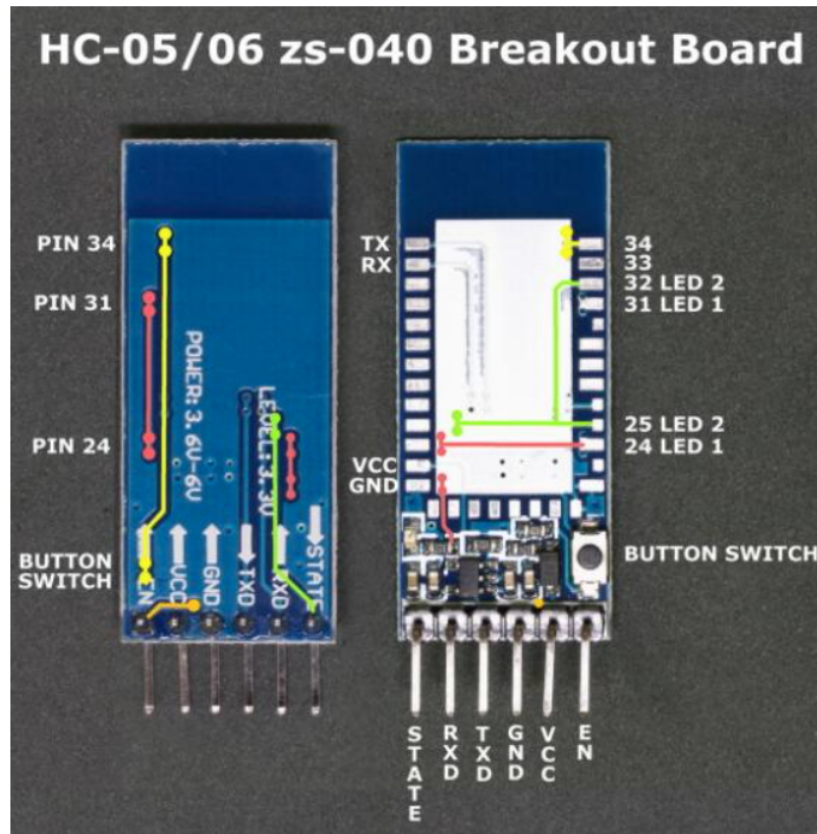 HC-05/06 zs-040 Breakout Board
PIN 34
PIN 31
PIN 24
BUTTON
SWITCH
POWER:3.6V-6V
LEVEL:3.3V
EN
VCC
GND
TXD
RXD
STATE
TX
RX
VCC
GND
34
33
32 LED 2
31 LED 1
25 LED 2
24 LED 1
BUTTON SWITCH
STATE
RXD
TXD
GND
VCC
EN